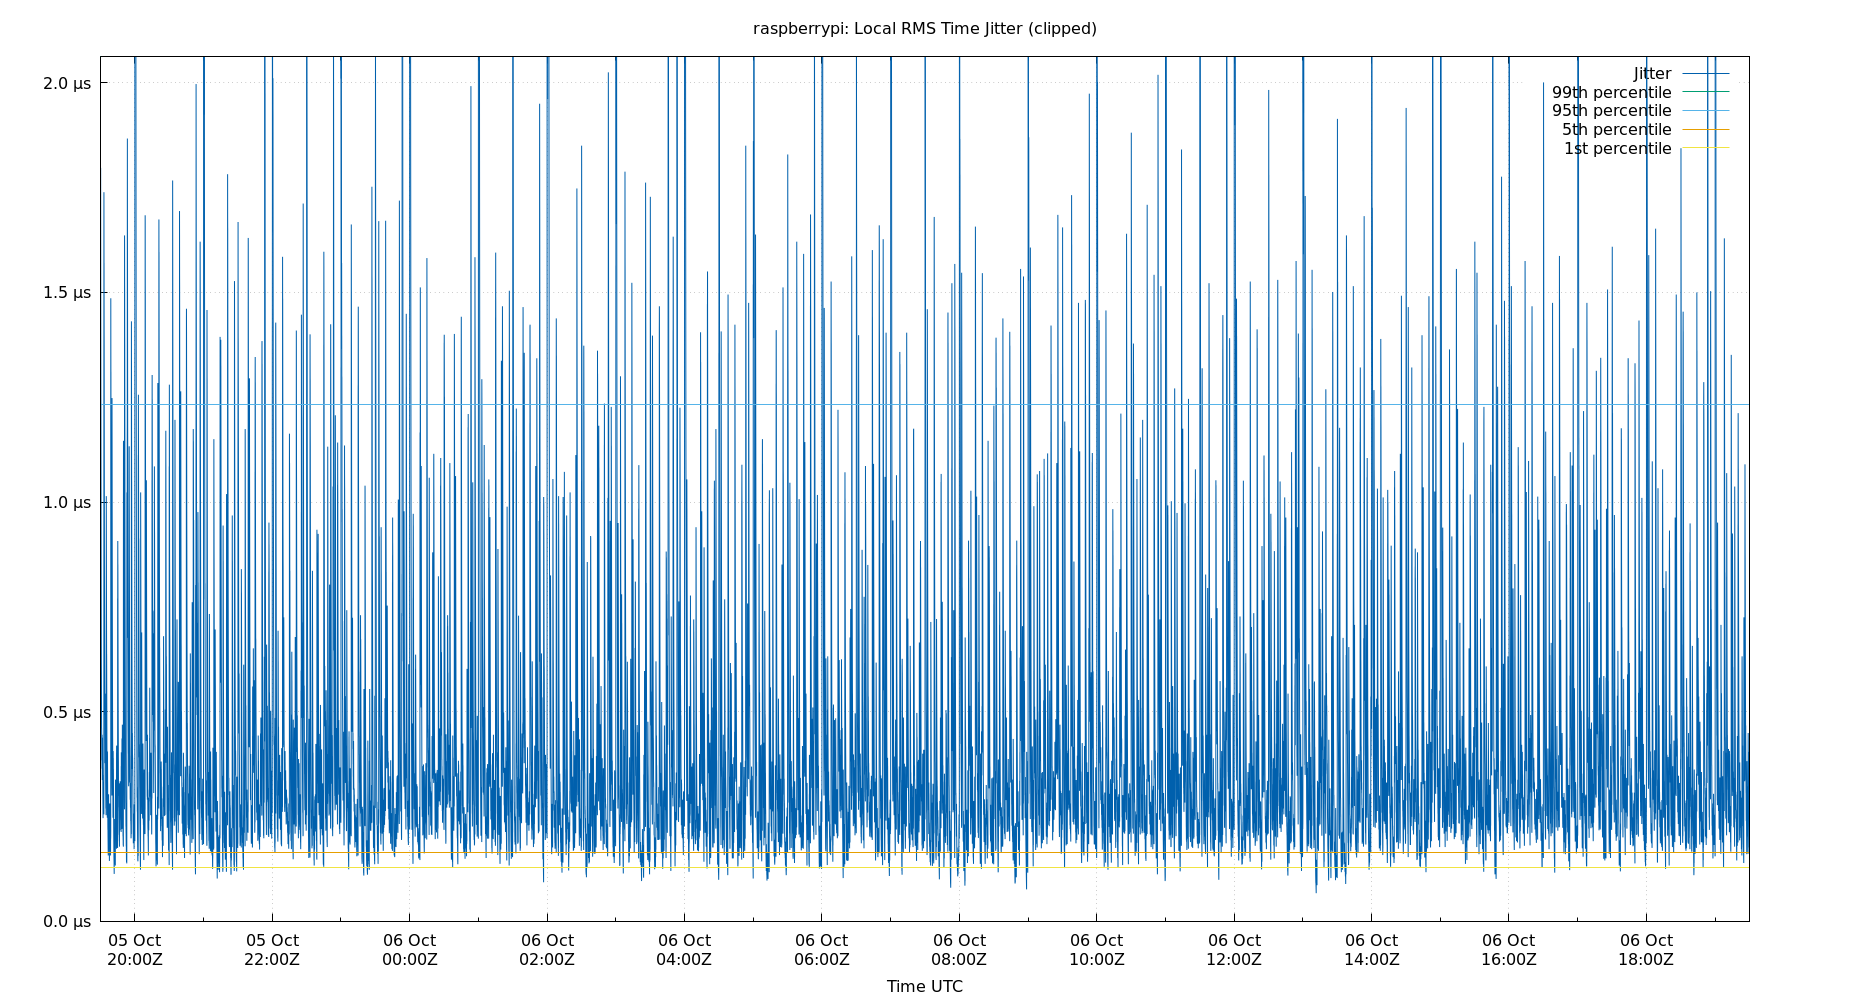 raspberrypi: Local RMS Time Jitter (clipped)
2.0 μs
1.5 μs
1.0 μs
0.5 μs
0.0 μs
Jitter
99th percentile
95th percentile
5th percentile
1st percentile
05 Oct 05 Oct 06 Oct 06 Oct 06 Oct 06 Oct 06 Oct 06 Oct 06 Oct 06 Oct 06 Oct 06 Oct
20:00Z 22:00Z 00:00Z 02:00Z 04:00Z 06:00Z 08:00Z 10:00Z 12:00Z 14:00Z 16:00Z 18:00Z
Time UTC